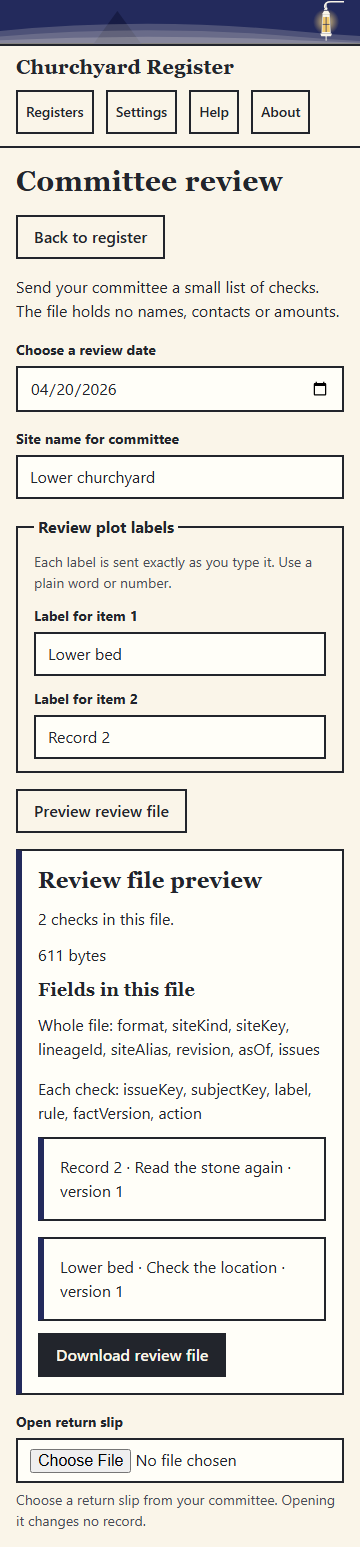 Churchyard Register
Registers
Settings
Help
About
Committee review
Back to register
Send your committee a small list of checks.
The file holds no names, contacts or amounts.
Choose a review date
04/20/2026
Site name for committee
Lower churchyard
Review plot labels
Each label is sent exactly as you type it. Use a
plain word or number.
Label for item 1
Lower bed
Label for item 2
Record 2
Preview review file
Review file preview
2 checks in this file.
611 bytes
Fields in this file
Whole file: format, siteKind, siteKey,
lineageId, siteAlias, revision, asOf, issues
Each check: issueKey, subjectKey, label,
rule, factVersion, action
Record 2 · Read the stone again ·
version 1
Lower bed · Check the location ·
version 1
Download review file
Open return slip
Choose File No file chosen
Choose a return slip from your committee. Opening
it changes no record.